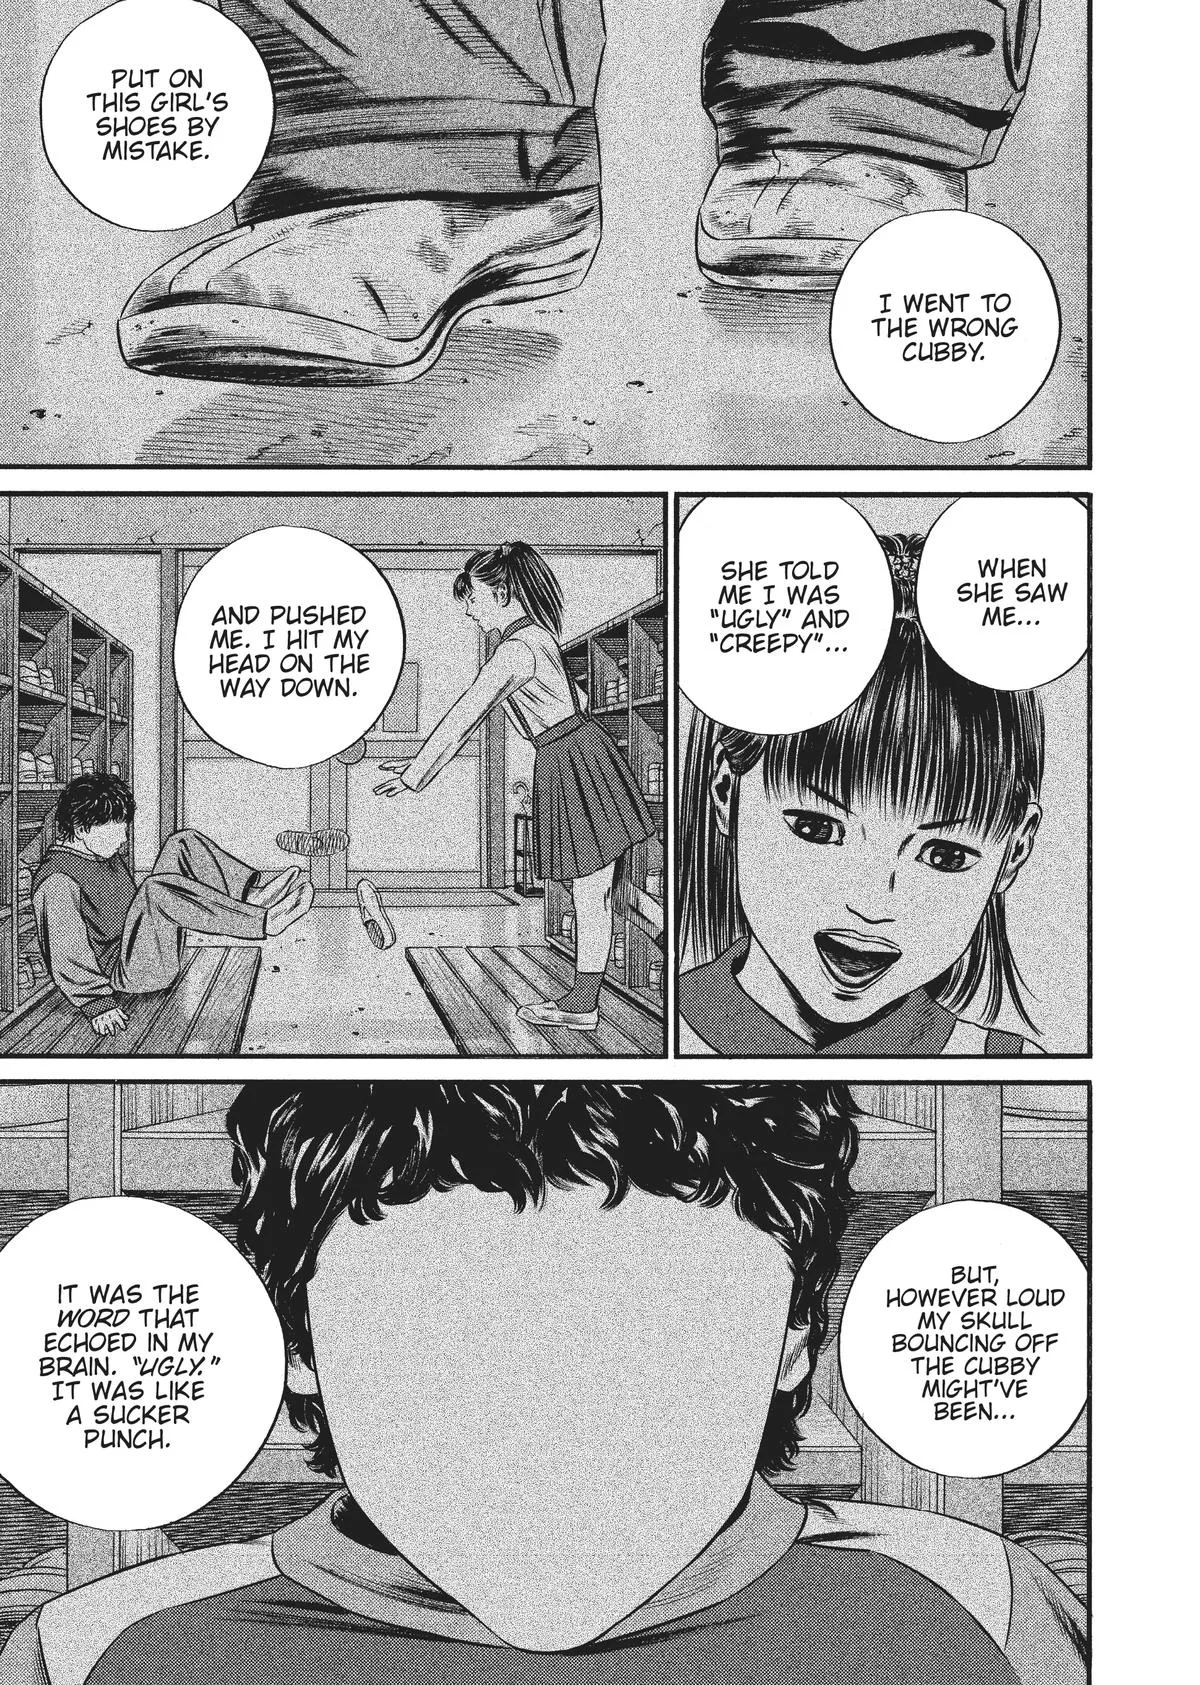 I WENT TO
THE WRONG
CUBBY.
PUT ON
THIS GIRL'S
SHOES BY
MISTAKE.
WHEN
SHE SAW
ME...
SHE TOLD
ME I WAS
"UGLY" AND
"CREEPY"...
AND PUSHED
ME. I HIT MY
HEAD ON THE
WAY DOWN.
BUT,
HOWEVER LOUD
MY SKULL
BOUNCING OFF
THE CUBBY
MIGHT'VE
BEEN...
IT WAS THE
WORD THAT
ECHOED IN MY
BRAIN. "UGLY."
IT WAS LIKE
A SUCKER
PUNCH.